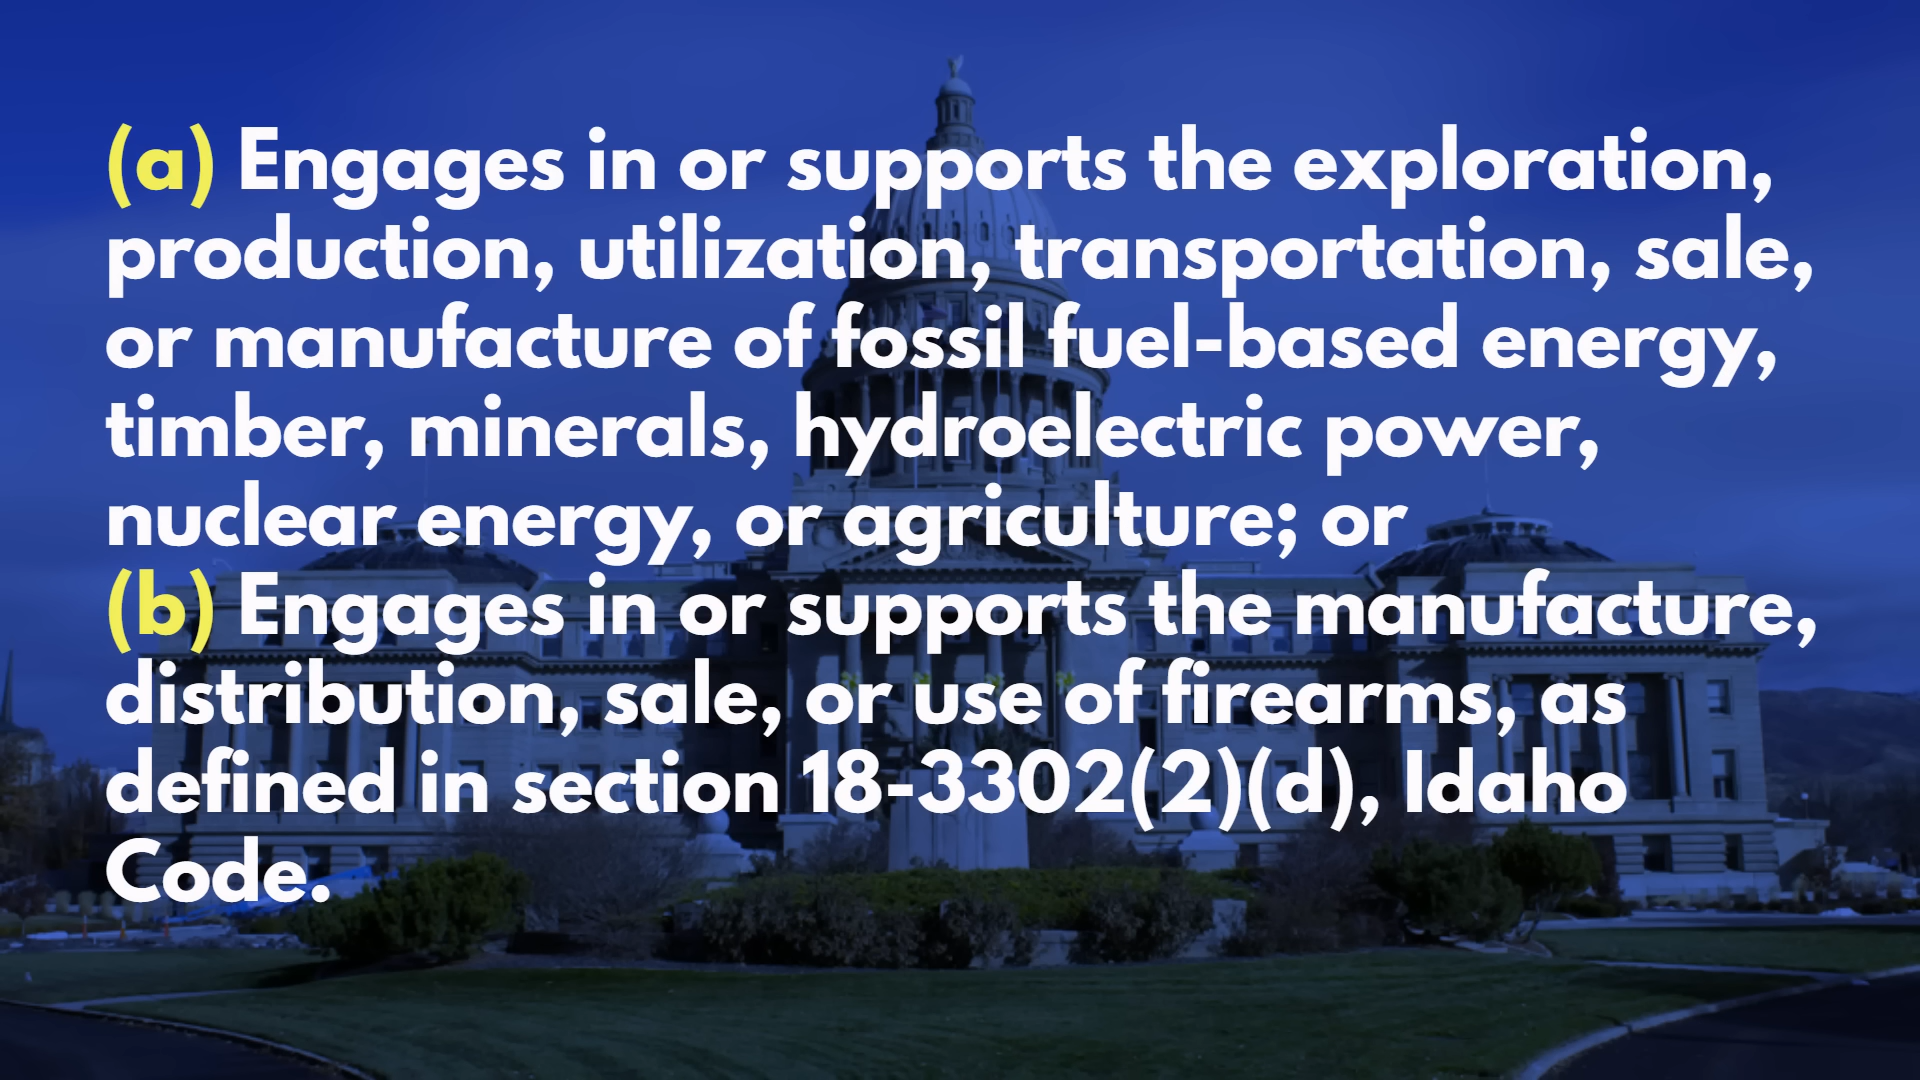 (a) Engages in or supports the exploration,
production, utilization, transportation, sale,
or manufacture of fossil fuel-based energy,
timber, minerals, hydroelectric power,
nuclear energy, or agriculture; or
(b) Engages in or supports the manufacture,
distribution, sale, or use of firearms, as
defined in section 18-3302(2)(d), Idaho
Code.